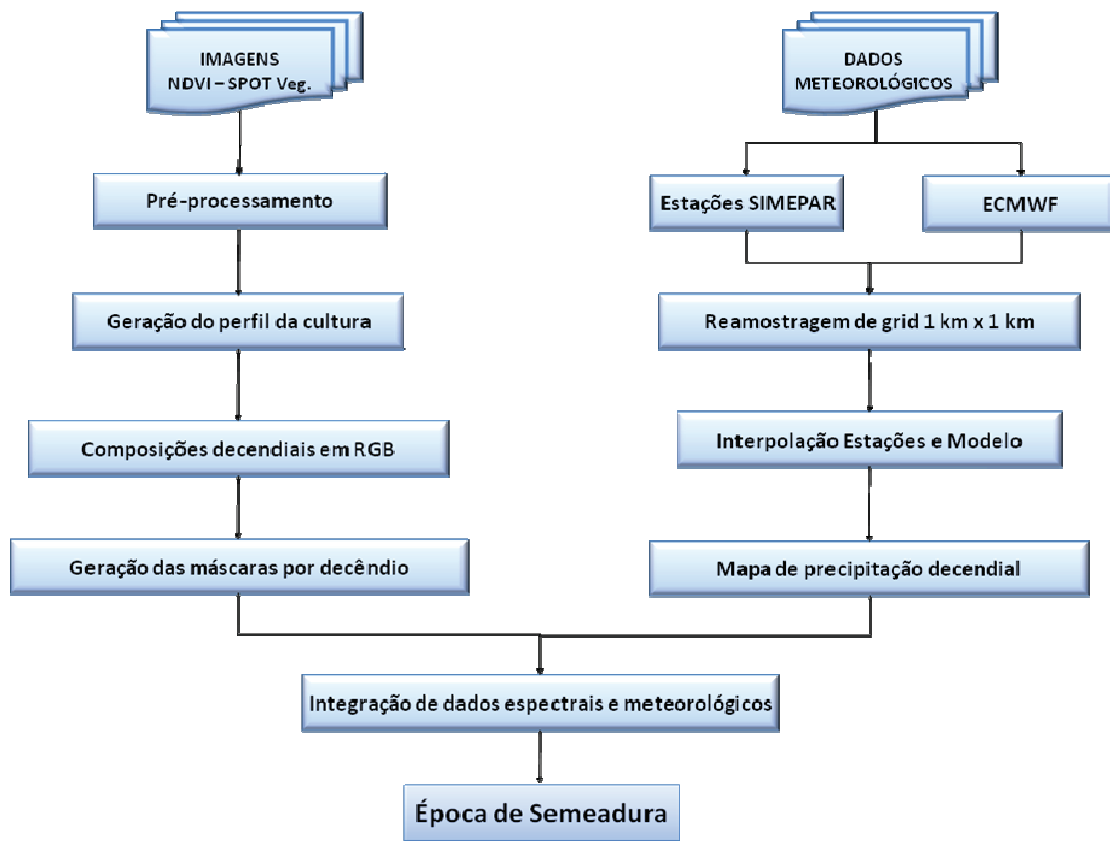 IMAGENS
NDVI – SPOT Veg.
Pré-processamento
Geração do perfil da cultura
Composições decendiais em RGB
Geração das máscaras por decêndio
DADOS
METEOROLÓGICOS
Estações SIMEPAR
ECMWF
Reamostragem de grid 1 km x 1 km
Interpolação Estações e Modelo
Mapa de precipitação decendial
Integração de dados espectrais e meteorológicos
Época de Semeadura